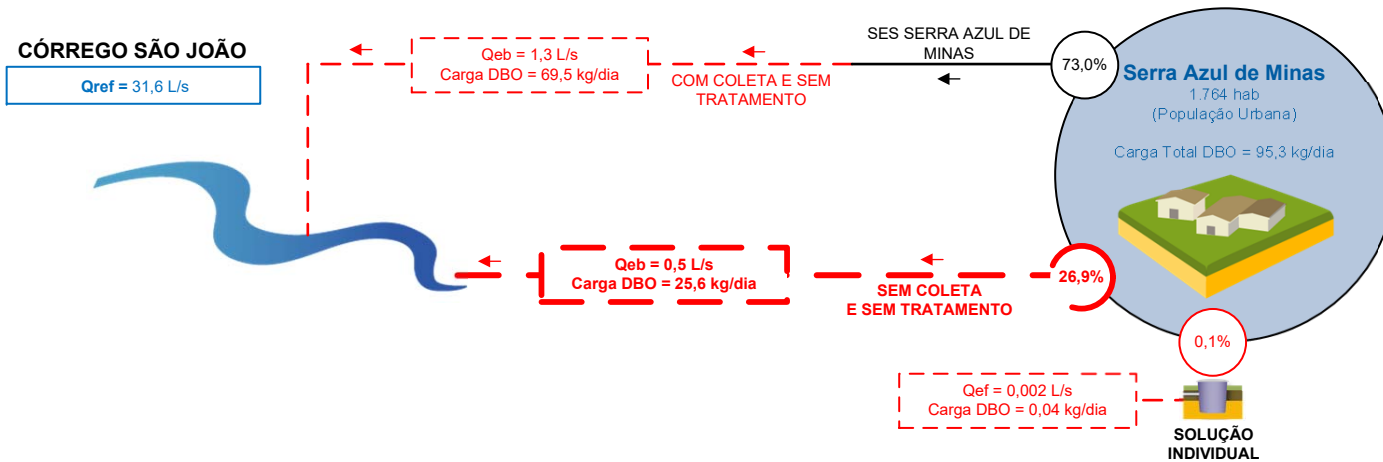 CÓRREGO SÃO JOÃO
Qref = 31,6 L/s
Qeb = 1,3 L/s
Carga DBO = 69,5 kg/dia
COM COLETA E SEM
TRATAMENTO
SES SERRA AZUL DE
MINAS
73,0%
Serra Azul de Minas
1.764 hab
(População Urbana)
Carga Total DBO = 95,3 kg/dia
Qeb = 0,5 L/s
Carga DBO = 25,6 kg/dia
SEM COLETA
E SEM TRATAMENTO
26,9%
0,1%
Qef = 0,002 L/s
Carga DBO = 0,04 kg/dia
SOLUÇÃO
INDIVIDUAL